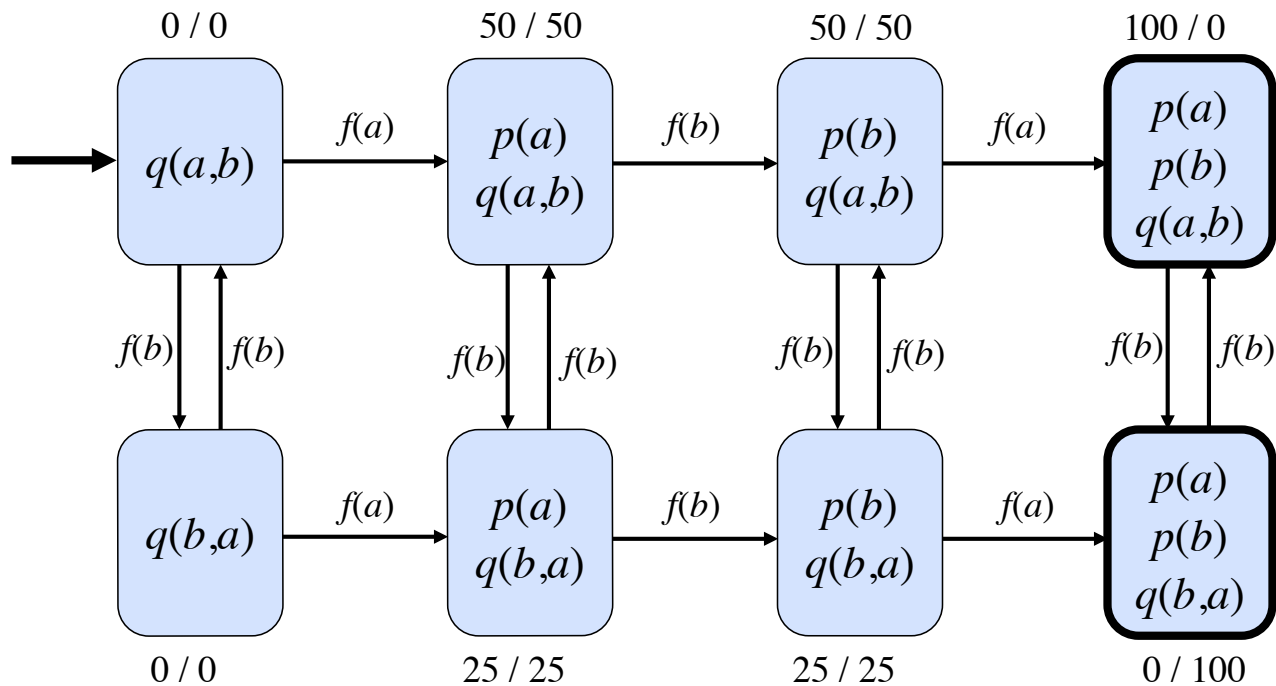 0 / 0
50 / 50
50 / 50
100 / 0
q(a,b)
f(a)
p(a)
q(a,b)
f(b)
p(b)
q(a,b)
f(a)
p(a)
p(b)
q(a,b)
f(b)
f(b)
f(b)
f(b)
f(b)
f(b)
f(b)
f(b)
q(b,a)
f(a)
p(a)
q(b,a)
f(b)
p(b)
q(b,a)
f(a)
p(a)
p(b)
q(b,a)
0 / 0
25 / 25
25 / 25
0 / 100